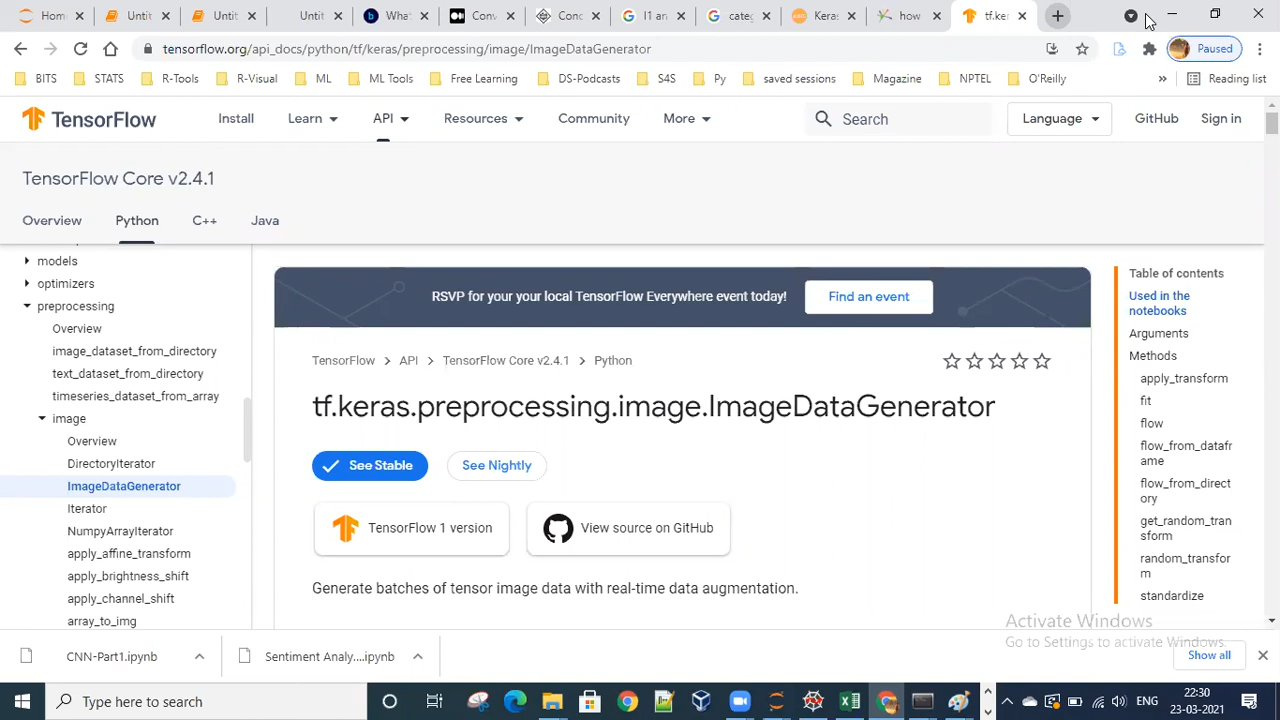 Hom
Untit
Untit
Untit
What
Conv
Conc
l1 an
categ
Keras
how
tf.ke
tensorflow.org/api_docs/python/tf/keras/preprocessing/image/ImageDataGenerator
Paused
BITS
STATS
R-Tools
R-Visual
ML
ML Tools
Free Learning
DS-Podcasts
S4S
Py
saved sessions
Magazine
NPTEL
O'Reilly
»
Reading list
TensorFlow
Install
Learn
API
Resources
Community
More
Search
Language
GitHub
Sign in
TensorFlow Core v2.4.1
Overview
Python
C++
Java
models
optimizers
preprocessing
Overview
image_dataset_from_directory
text_dataset_from_directory
timeseries_dataset_from_array
image
Overview
DirectoryIterator
ImageDataGenerator
Iterator
NumpyArrayIterator
apply_affine_transform
apply_brightness_shift
apply_channel_shift
array_to_img
RSVP for your your local TensorFlow Everywhere event today!
Find an event
TensorFlow > API > TensorFlow Core v2.4.1 > Python
tf.keras.preprocessing.image.ImageDataGenerator
See Stable
See Nightly
TensorFlow 1 version
View source on GitHub
Generate batches of tensor image data with real-time data augmentation.
Table of contents
Used in the
notebooks
Arguments
Methods
apply_transform
fit
flow
flow_from_datafr
ame
flow_from_direct
ory
get_random_tran
sform
random_transfor
m
standardize
Activate Windows
Go to Settings to activate Windows.
CNN-Part1.ipynb
Sentiment Analy....ipynb
Show all
Type here to search
ENG
22:30
23-03-2021